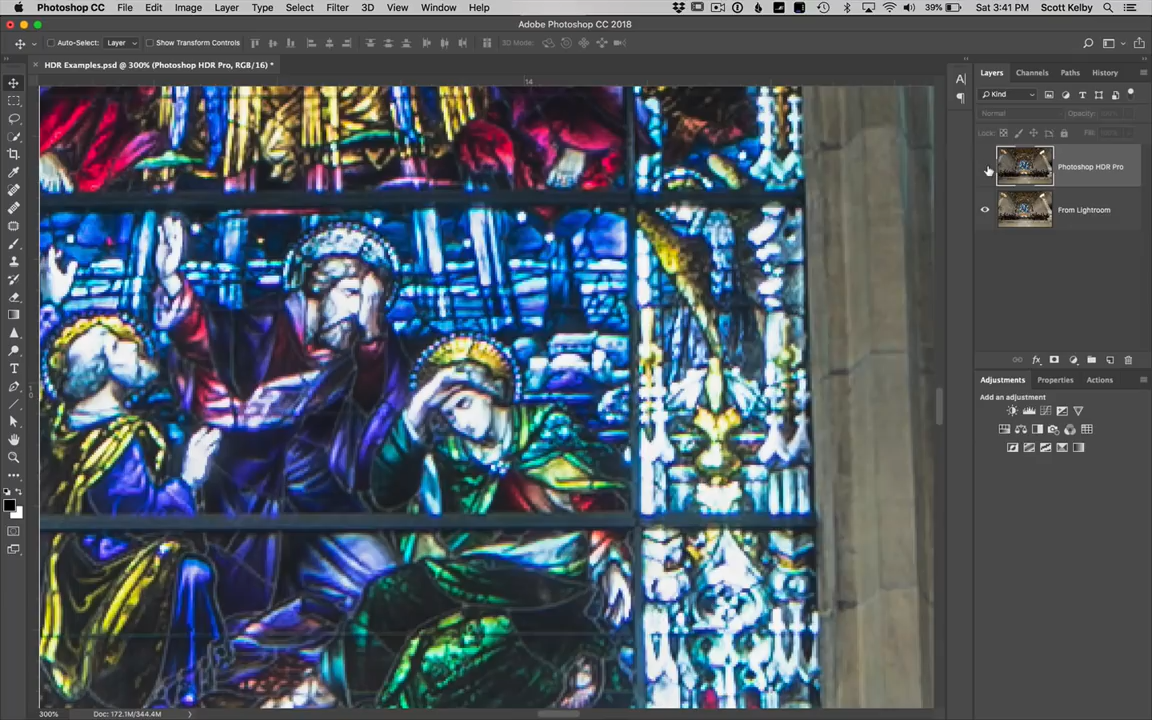 Photoshop CC File Edit Image Layer Type Select Filter 3D View Window Help 39% Sat 3:41 PM Scott Kelby
Adobe Photoshop CC 2018
Auto-Select: Layer Show Transform Controls 3D Mode:
HDR Examples.psd @ 300% (Photoshop HDR Pro, RGB/16) *
14
Layers Channels Paths History
Kind
Normal Opacity:
Lock: Fill:
Photoshop HDR Pro
From Lightroom
Adjustments Properties Actions
Add an adjustment
300% Doc: 172.1M/344.4M